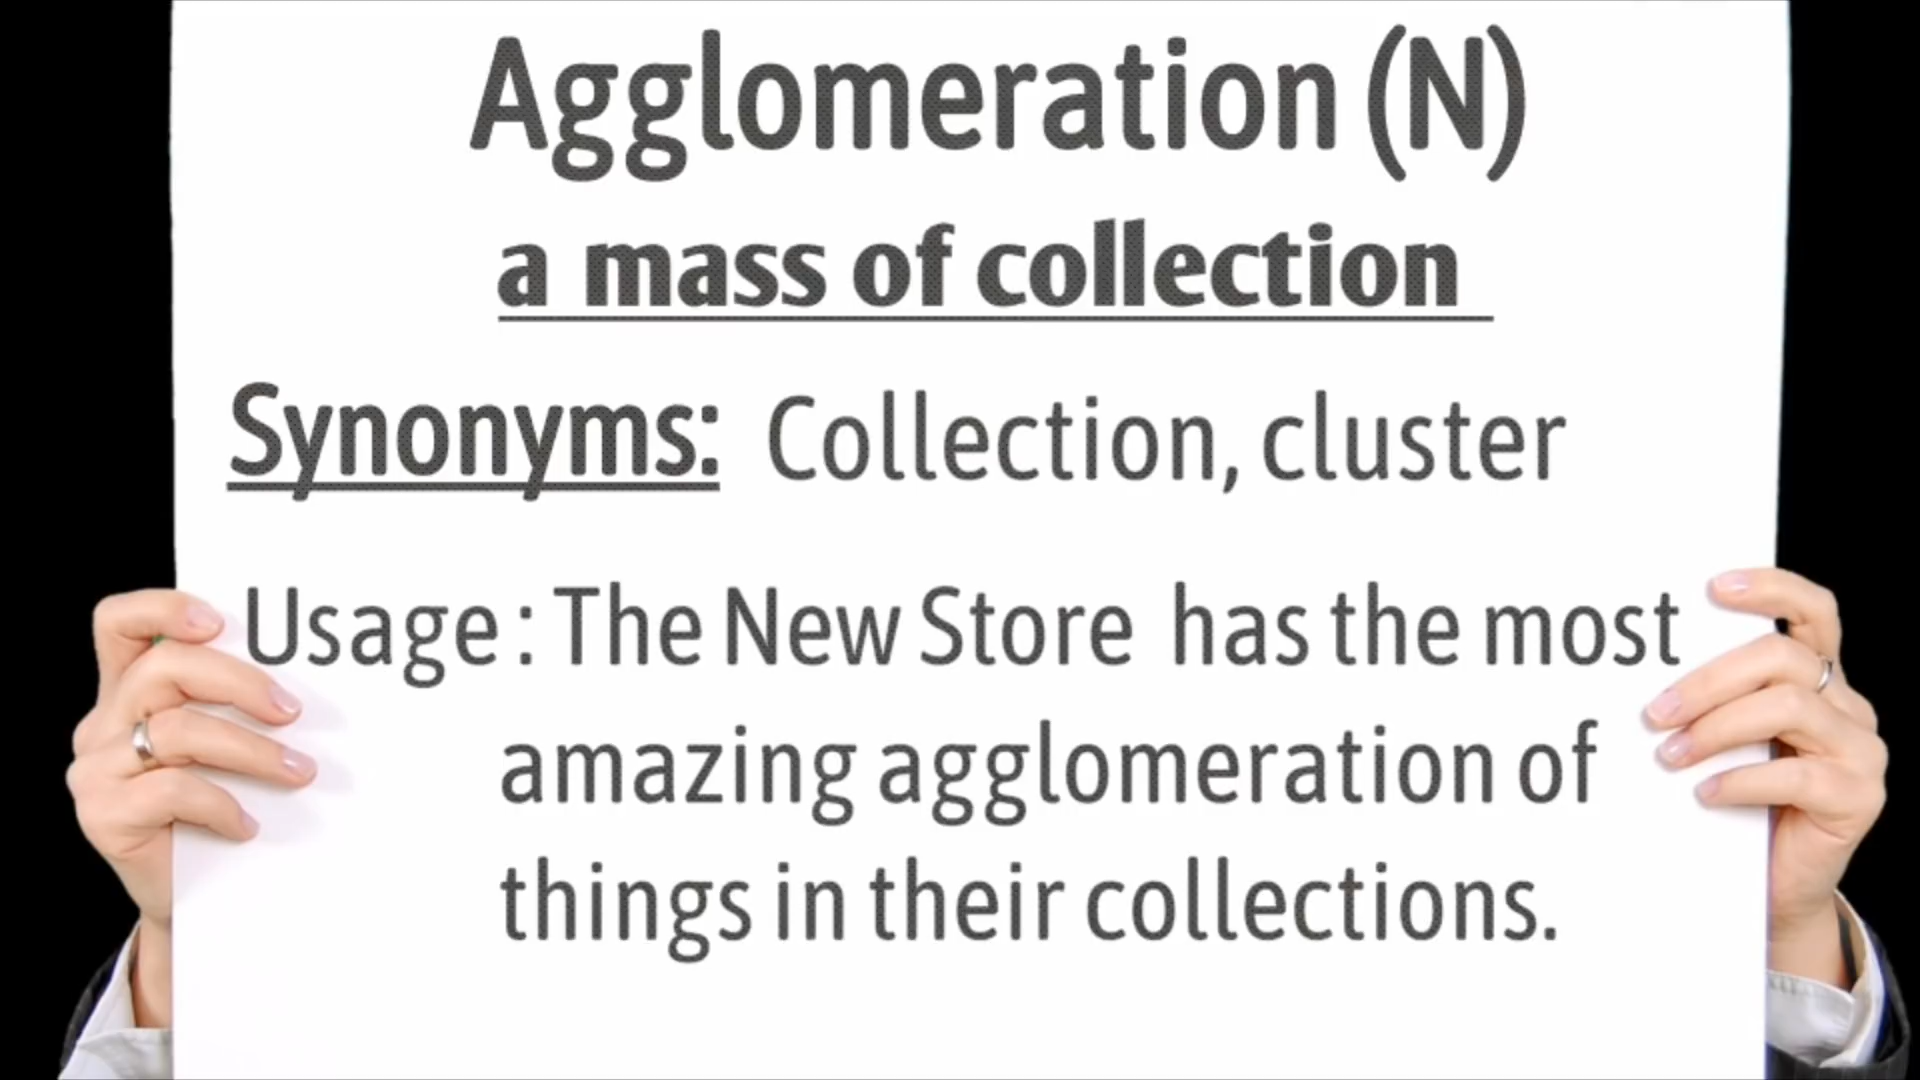 Agglomeration (N)
a mass of collection
Synonyms: Collection, cluster
Usage : The New Store has the most
amazing agglomeration of
things in their collections.